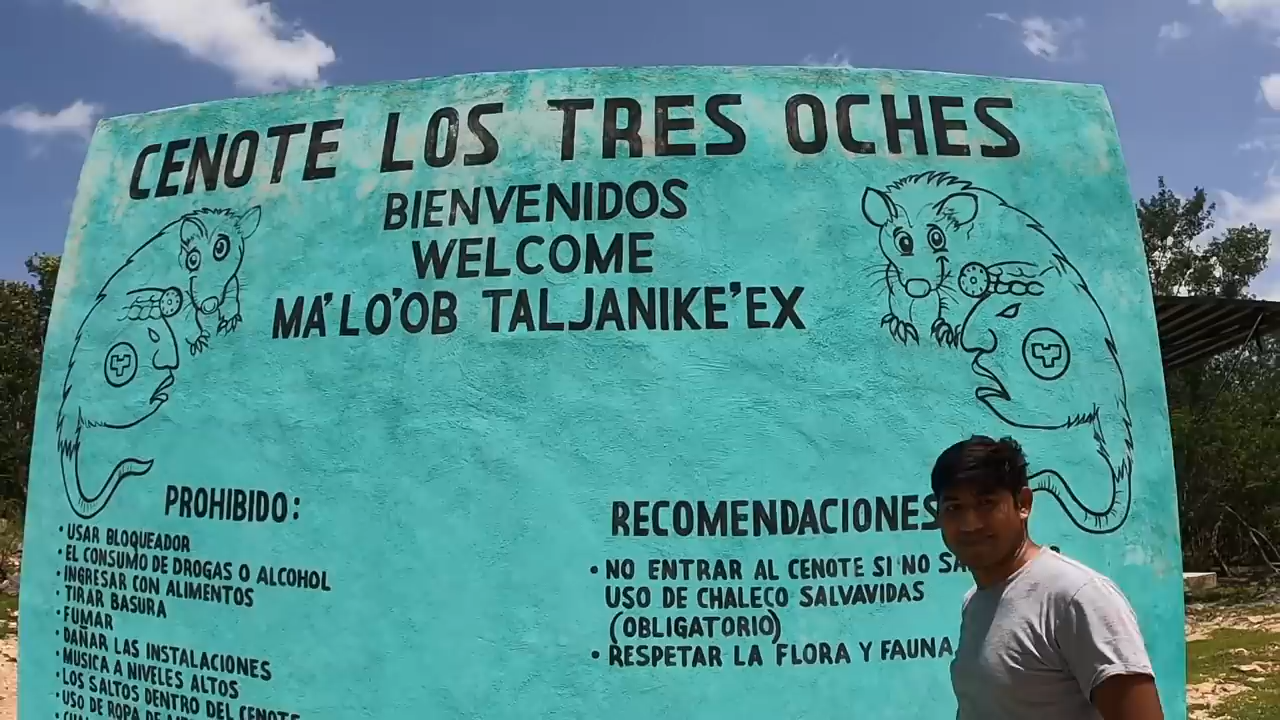 CENOTE LOS TRES OCHES
BIENVENIDOS
WELCOME
MA'LO'OB TALJANIKE'EX
PROHIBIDO:
• USAR BLOQUEADOR
• EL CONSUMO DE DROGAS O ALCOHOL
• INGRESAR CON ALIMENTOS
• TIRAR BASURA
• FUMAR
• DAÑAR LAS INSTALACIONES
• MUSICA A NIVELES ALTOS
• LOS SALTOS DENTRO DEL CENOTE
• USO DE ROPA DE
RECOMENDACIONES
• NO ENTRAR AL CENOTE SI NO
USO DE CHALECO SALVAVIDAS
(OBLIGATORIO)
• RESPETAR LA FLORA Y FAUNA